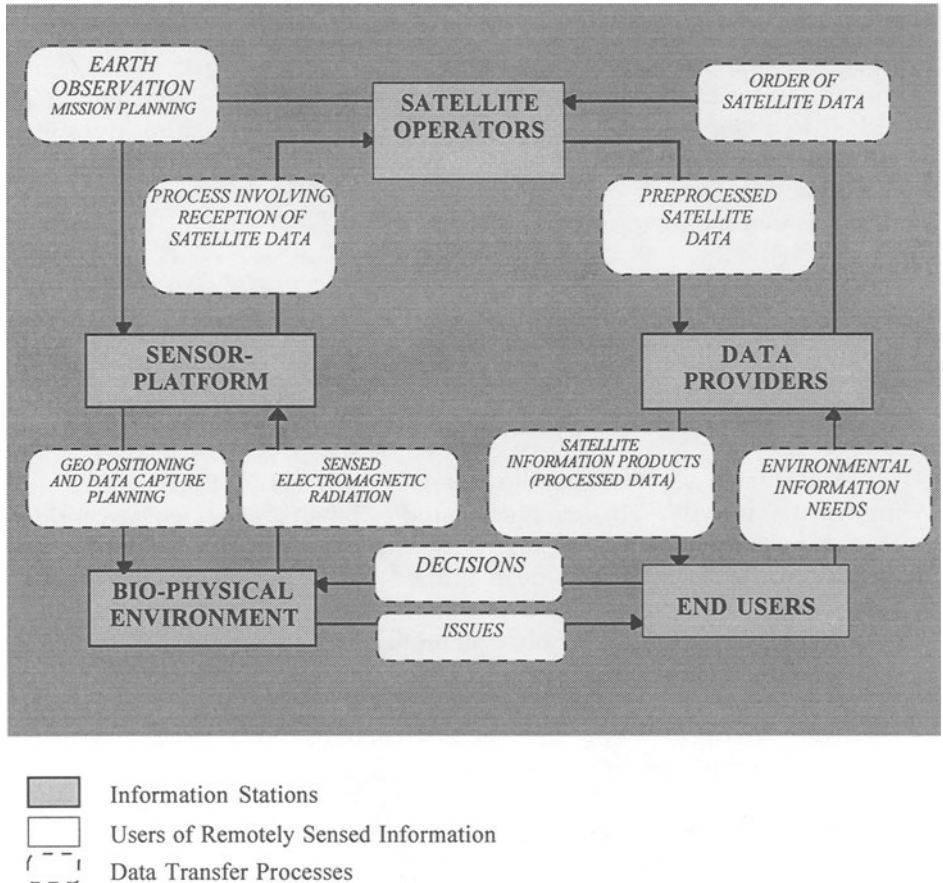 EARTH
OBSERVATION
MISSION PLANNING
SATELLITE
OPERATORS
ORDER OF
SATELLITE DATA
PROCESS INVOLVING
RECEPTION OF
SATELLITE DATA
PREPROCESSED
SATELLITE
DATA
SENSOR-
PLATFORM
DATA
PROVIDERS
GEO POSITIONING
AND DATA CAPTURE
PLANNING
SENSED
ELECTROMAGNETIC
RADIATION
SATELLITE
INFORMATION PRODUCTS
(PROCESSED DATA)
ENVIRONMENTAL
INFORMATION
NEEDS
DECISIONS
BIO-PHYSICAL
ENVIRONMENT
END USERS
ISSUES
Information Stations
Users of Remotely Sensed Information
Data Transfer Processes